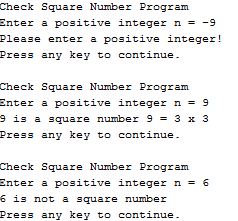 Check Square Number Program
Enter a positive integer n = -9
Please enter a positive integer!
Press any key to continue.
Check Square Number Program
Enter a positive integer n = 9
9 is a square number 9 = 3 x 3
Press any key to continue.
Check Square Number Program
Enter a positive integer n = 6
6 is not a square number
Press any key to continue.